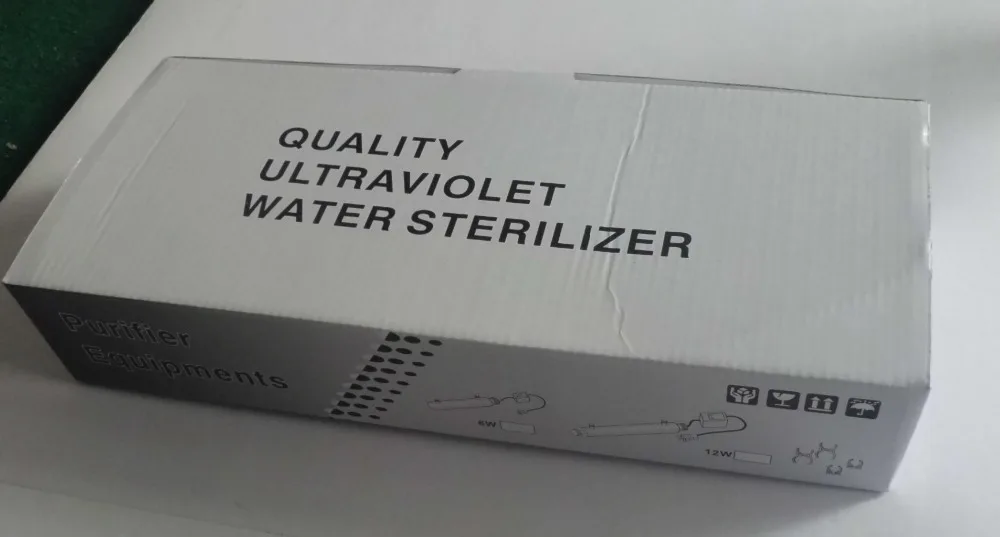 QUALITY
ULTRAVIOLET
WATER STERILIZER
Purifier
Equipments
6W
12W